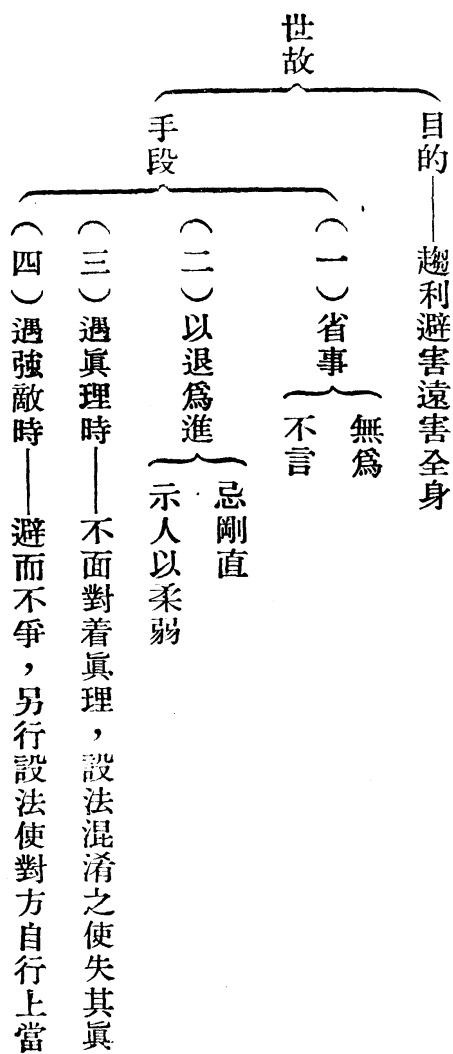 世故
目的——趨利避害遠害全身
手段
（一）省事
無爲
不言
（二）以退爲進
忌剛直
示人以柔弱
（三）遇眞理時——不面對着眞理，設法混淆之使失其眞
（四）遇強敵時——避而不爭，另行設法使對方自行上當